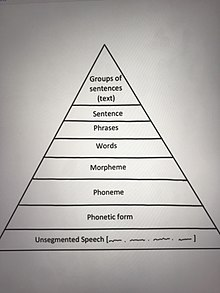 Groups of
sentences
(text)
Sentence
Phrases
Words
Morpheme
Phoneme
Phonetic form
Unsegmented Speech [ . . . ]